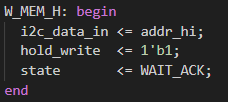 W_MEM_H: begin
i2c_data_in <= addr_hi;
hold_write <= 1'b1;
state <= WAIT_ACK;
end